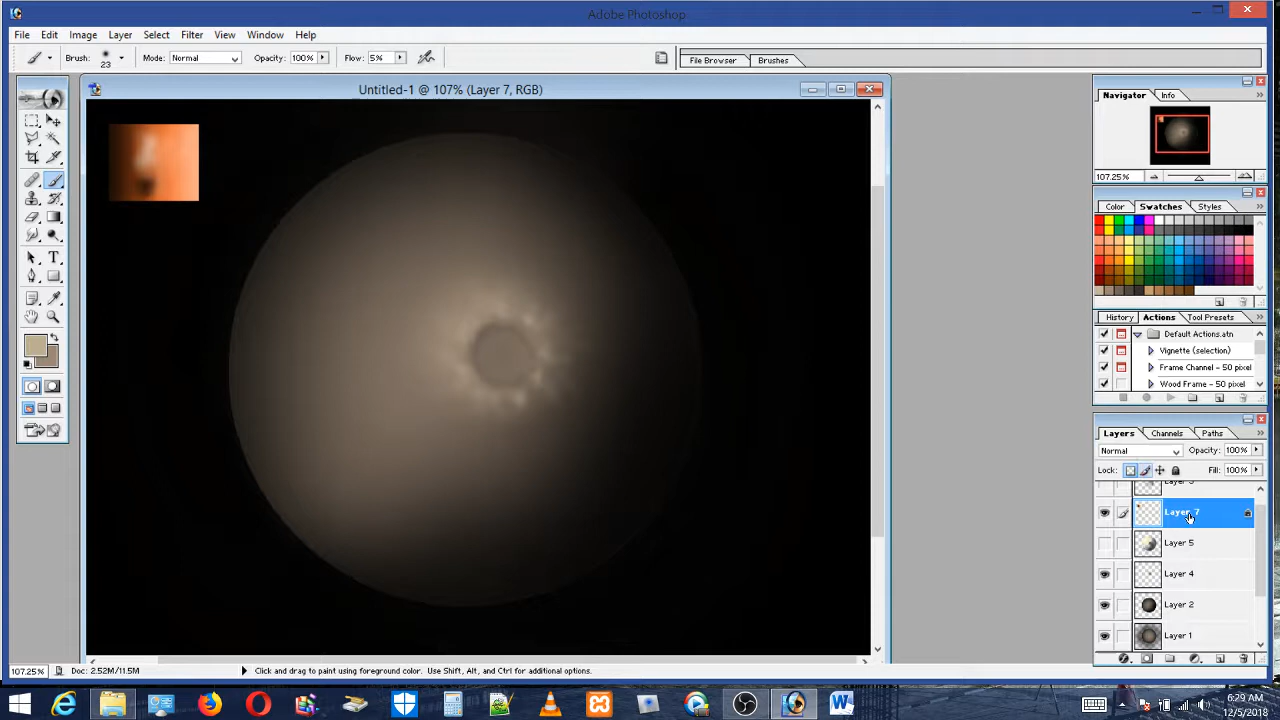 Adobe Photoshop
File Edit Image Layer Select Filter View Window Help
Brush: 23 Mode: Normal Opacity: 100% Flow: 5% File Browser Brushes
Untitled-1 @ 107% (Layer 7, RGB)
Navigator Info
107.25%
Color Swatches Styles
History Actions Tool Presets
Default Actions.atn
Vignette (selection)
Frame Channel - 50 pixel
Wood Frame - 50 pixel
Layers Channels Paths
Normal Opacity: 100%
Lock: Fill: 100%
Layer 7
Layer 5
Layer 4
Layer 2
Layer 1
107.25% Doc: 2.52M/11.5M Click and drag to paint using foreground color. Use Shift, Alt, and Ctrl for additional options.
6:29 AM
12/5/2018